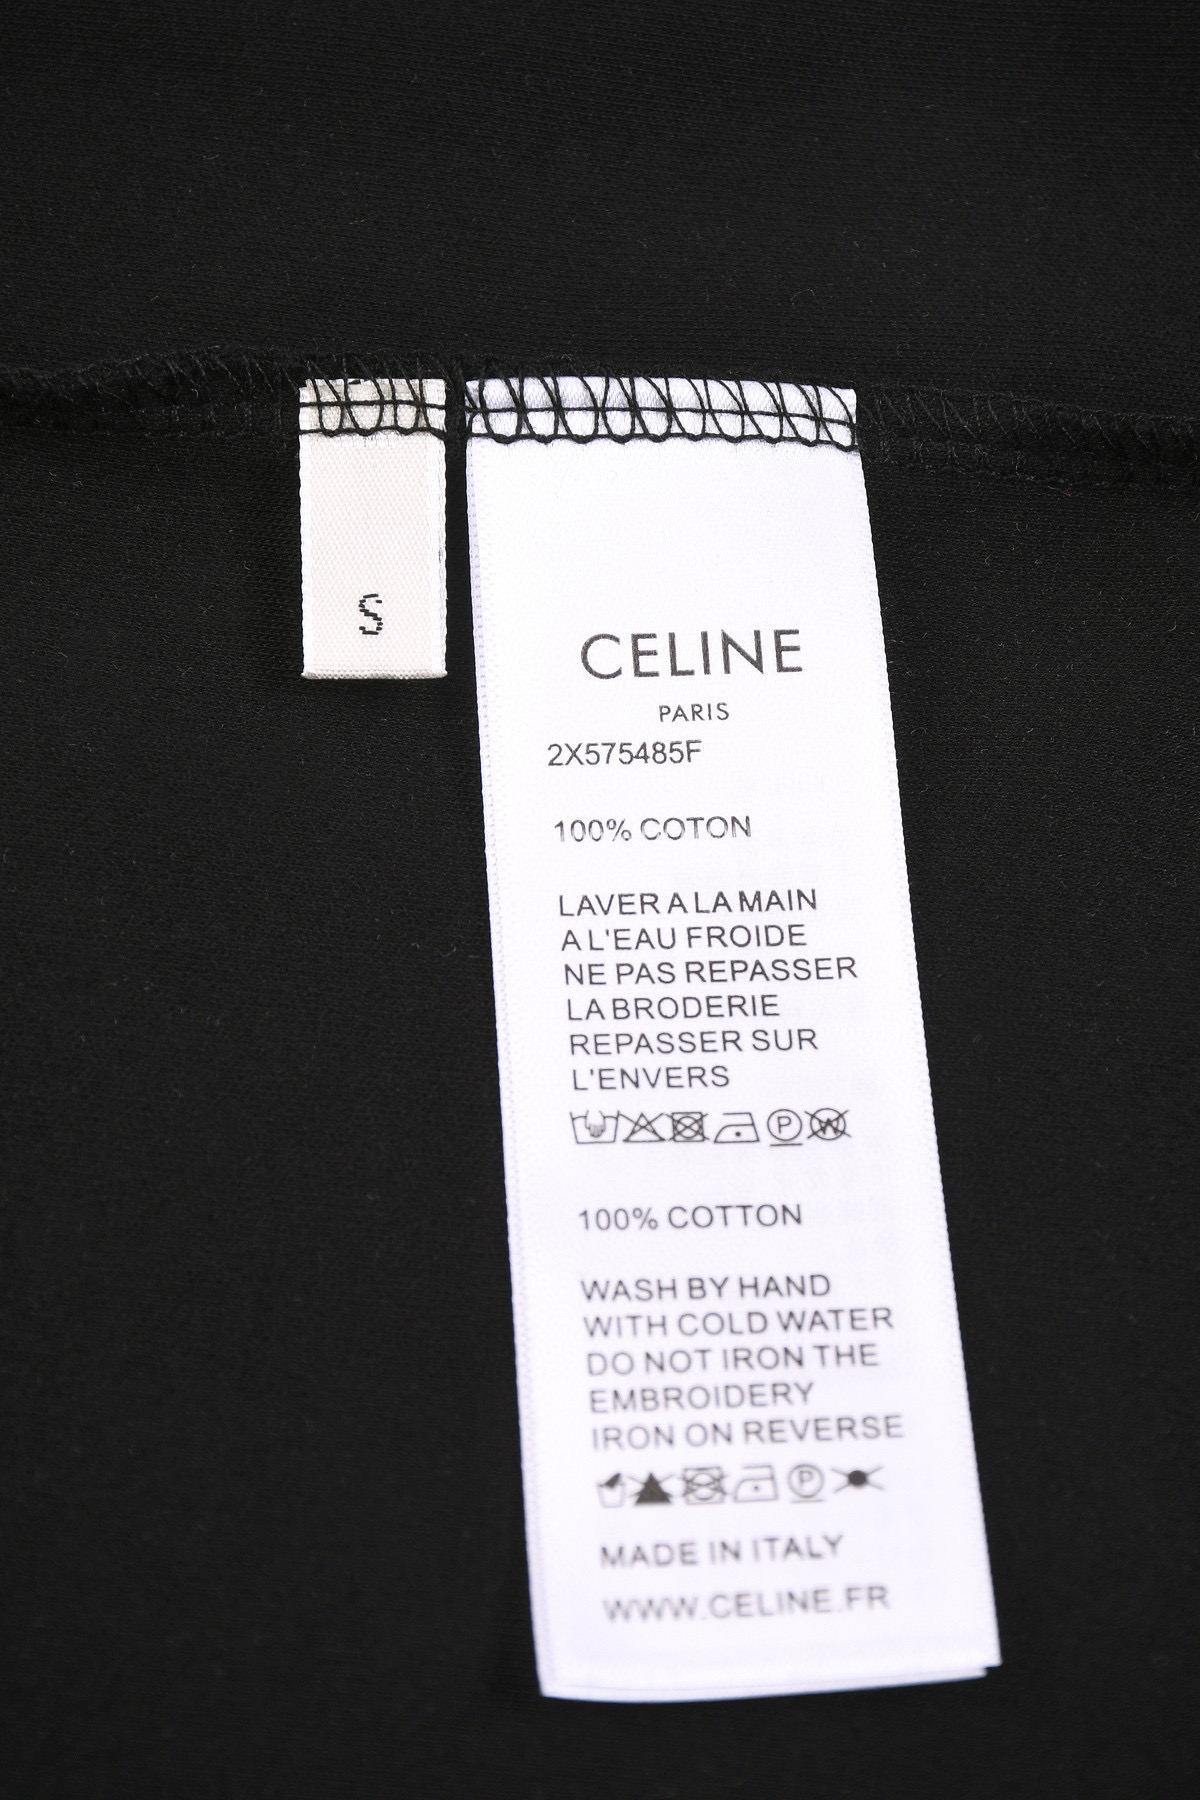 S
CELINE
PARIS
2X575485F
100% COTON
LAVER A LA MAIN
A L'EAU FROIDE
NE PAS REPASSER
LA BRODERIE
REPASSER SUR
L'ENVERS
P W
100% COTTON
WASH BY HAND
WITH COLD WATER
DO NOT IRON THE
EMBROIDERY
IRON ON REVERSE
P
MADE IN ITALY
WWW.CELINE.FR